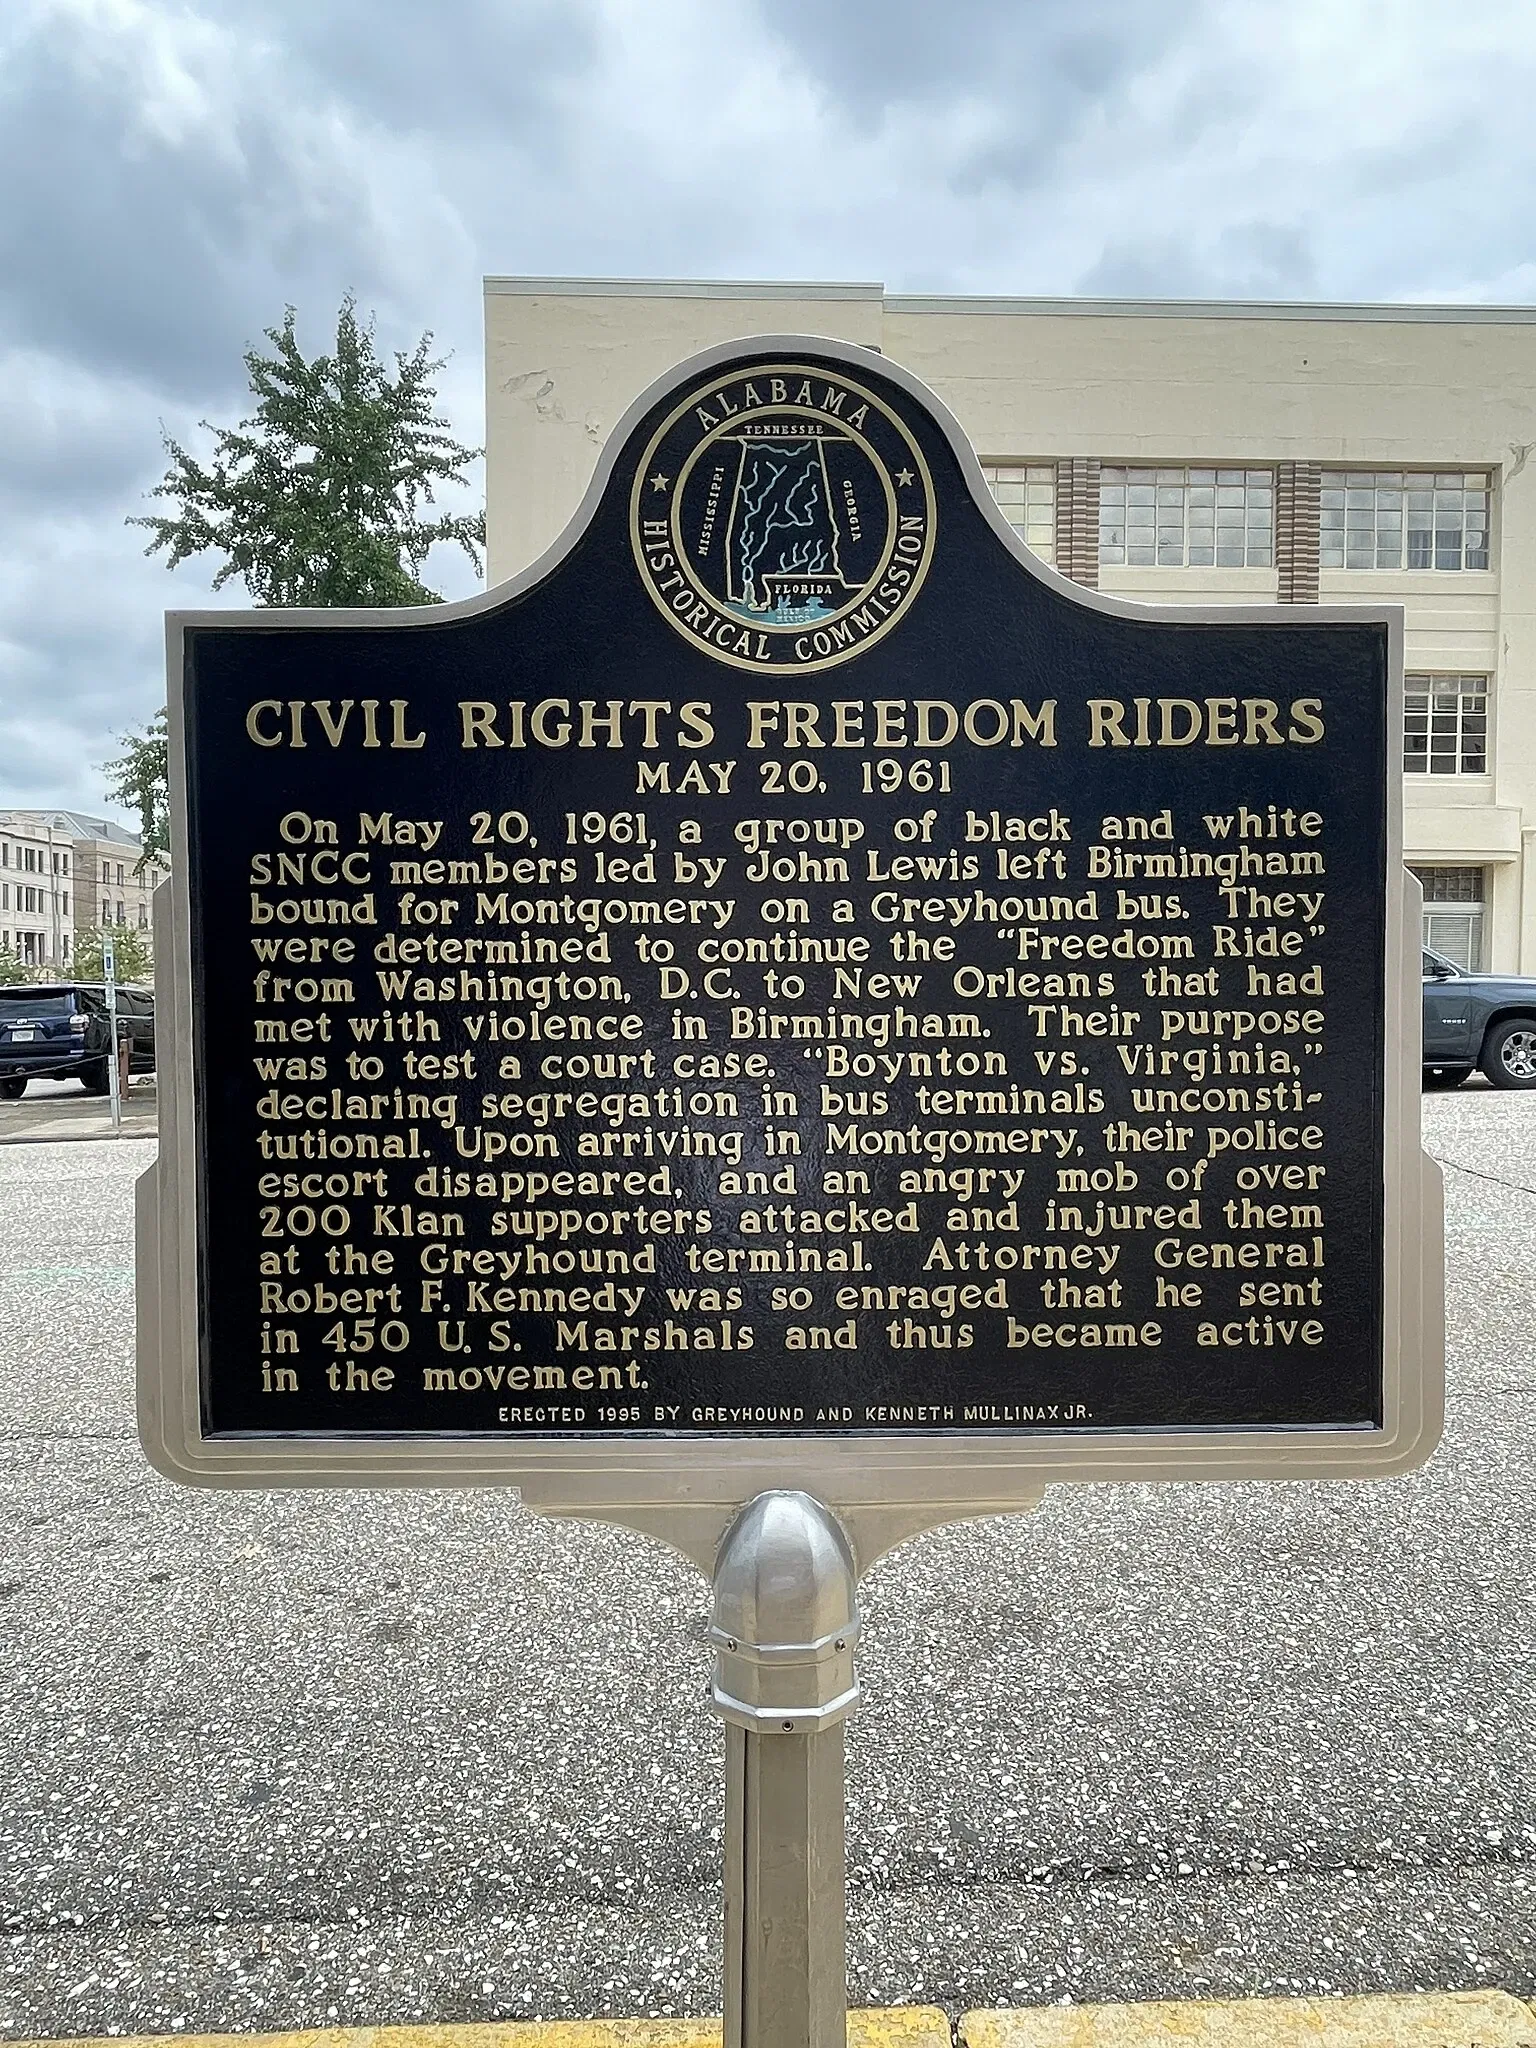 ALABAMA
HISTORICAL COMMISSION
TENNESSEE
MISSISSIPPI
GEORGIA
FLORIDA
GULF OF
MEXICO
CIVIL RIGHTS FREEDOM RIDERS
MAY 20, 1961
On May 20, 1961, a group of black and white
SNCC members led by John Lewis left Birmingham
bound for Montgomery on a Greyhound bus. They
were determined to continue the “Freedom Ride”
from Washington, D.C. to New Orleans that had
met with violence in Birmingham. Their purpose
was to test a court case. “Boynton vs. Virginia,”
declaring segregation in bus terminals unconsti-
tutional. Upon arriving in Montgomery, their police
escort disappeared, and an angry mob of over
200 Klan supporters attacked and injured them
at the Greyhound terminal. Attorney General
Robert F. Kennedy was so enraged that he sent
in 450 U.S. Marshals and thus became active
in the movement.
ERECTED 1995 BY GREYHOUND AND KENNETH MULLINAX JR.